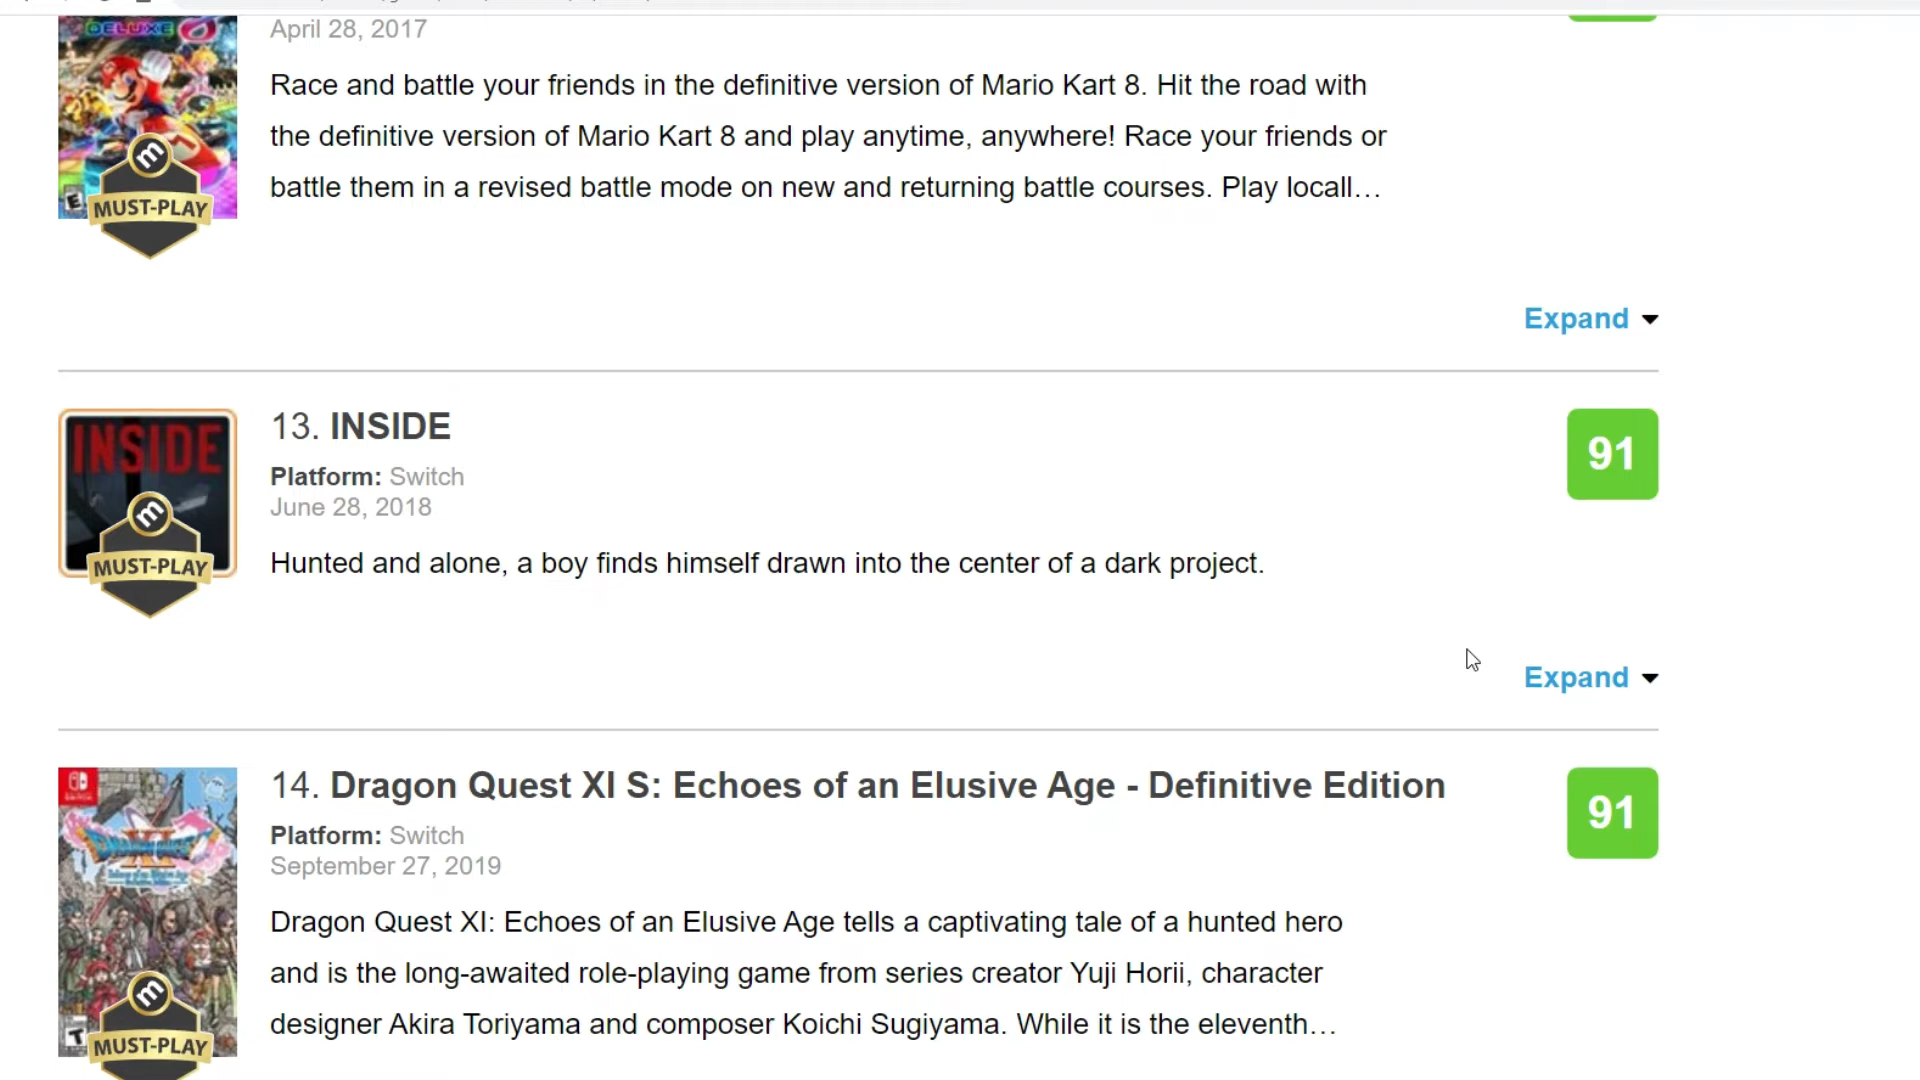 DELUXE
April 28, 2017
Race and battle your friends in the definitive version of Mario Kart 8. Hit the road with
the definitive version of Mario Kart 8 and play anytime, anywhere! Race your friends or
battle them in a revised battle mode on new and returning battle courses. Play locall…
E
m
MUST-PLAY
Expand
INSIDE
m
MUST-PLAY
13. INSIDE
91
Platform: Switch
June 28, 2018
Hunted and alone, a boy finds himself drawn into the center of a dark project.
Expand
14. Dragon Quest XI S: Echoes of an Elusive Age - Definitive Edition
91
Platform: Switch
September 27, 2019
Dragon Quest XI: Echoes of an Elusive Age tells a captivating tale of a hunted hero
and is the long-awaited role-playing game from series creator Yuji Horii, character
designer Akira Toriyama and composer Koichi Sugiyama. While it is the eleventh…
XI
T
m
MUST-PLAY